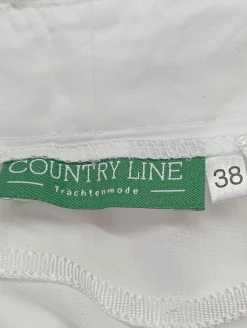 COUNTRY LINE
Trachtenmode
38